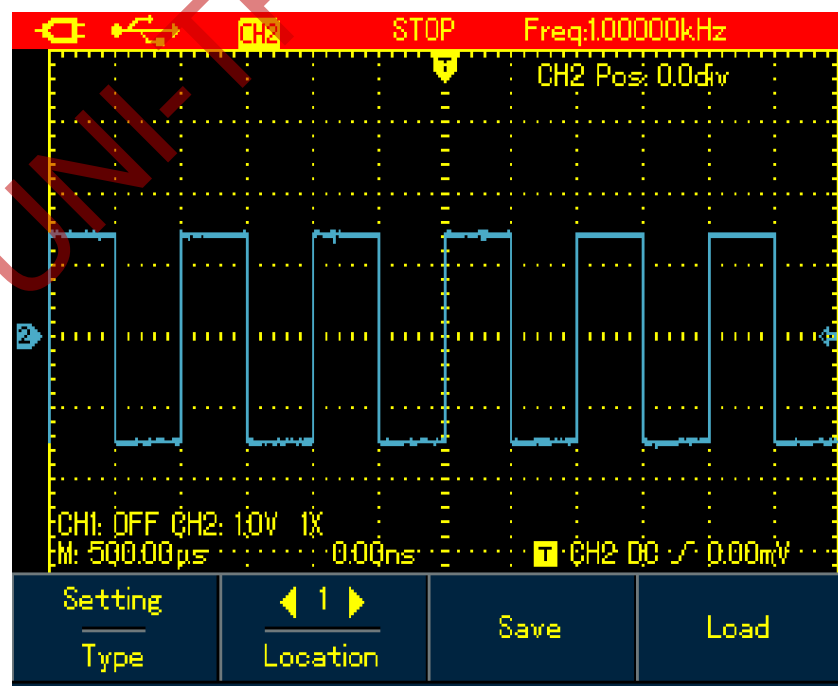 CH2 STOP Freq:1.00000kHz
T
CH2 Pos: 0.0div
2
CH1: OFF CH2: 1.0V 1X
M: 500.00μs 0.00ns T CH2 DC 0.00mV
Setting 1 Save Load
Type Location